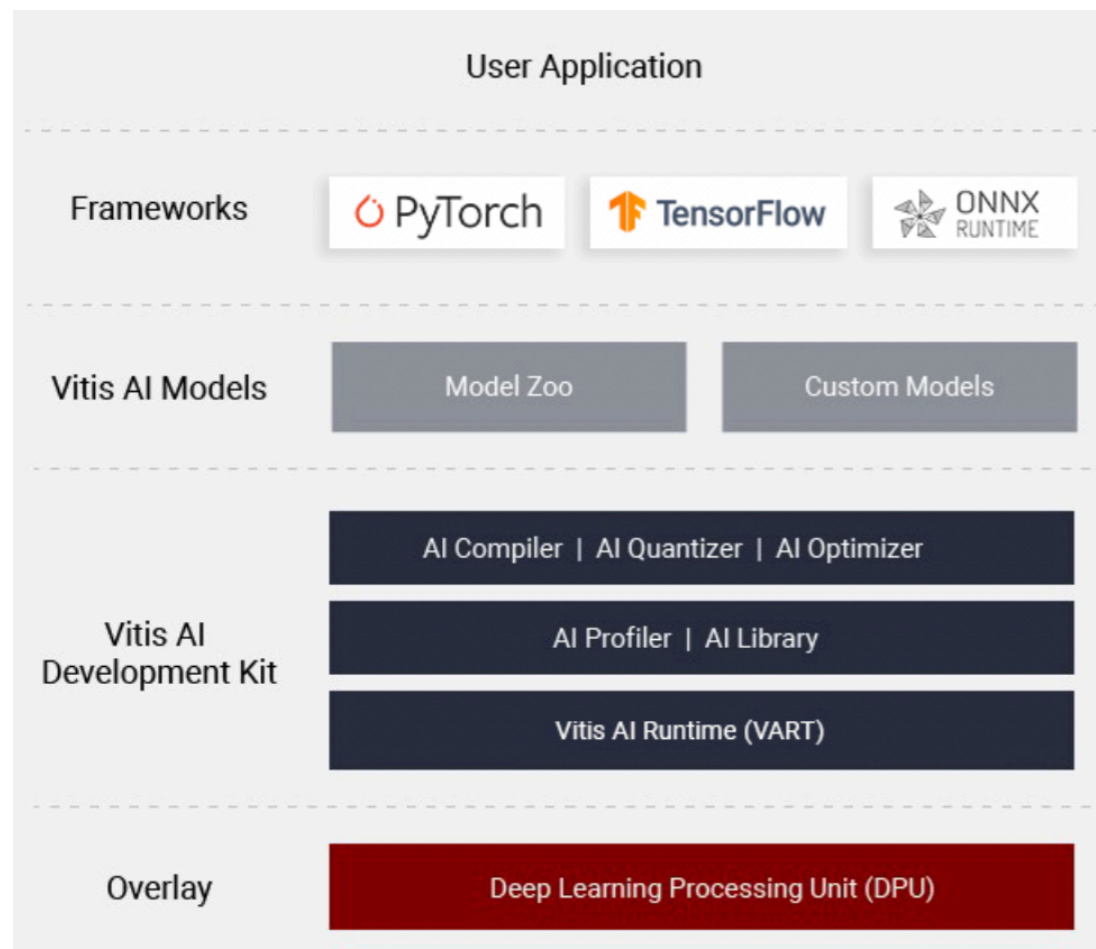 User Application
Frameworks
PyTorch
TensorFlow
ONNX
RUNTIME
Vitis AI Models
Model Zoo
Custom Models
Vitis AI
Development Kit
AI Compiler | AI Quantizer | AI Optimizer
AI Profiler | AI Library
Vitis AI Runtime (VART)
Overlay
Deep Learning Processing Unit (DPU)